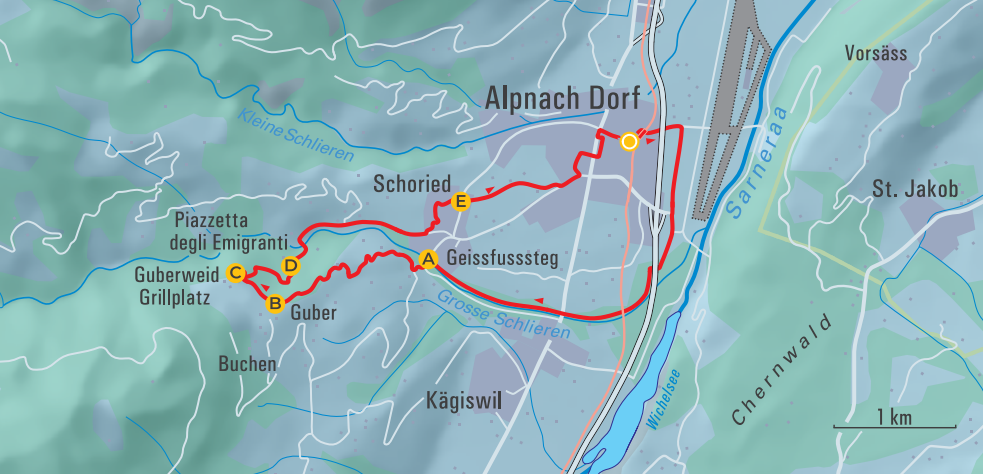 Vorsäss
Alpnach Dorf
Kleine Schlieren
Sarneraa
Schoried
E
St. Jakob
Piazzetta
degli Emigranti
D
A
Geissfusssteg
Guberweid
Grillplatz
C
B
Guber
Grosse Schlieren
Buchen
Chernwald
Kägiswil
Wichelsee
1 km